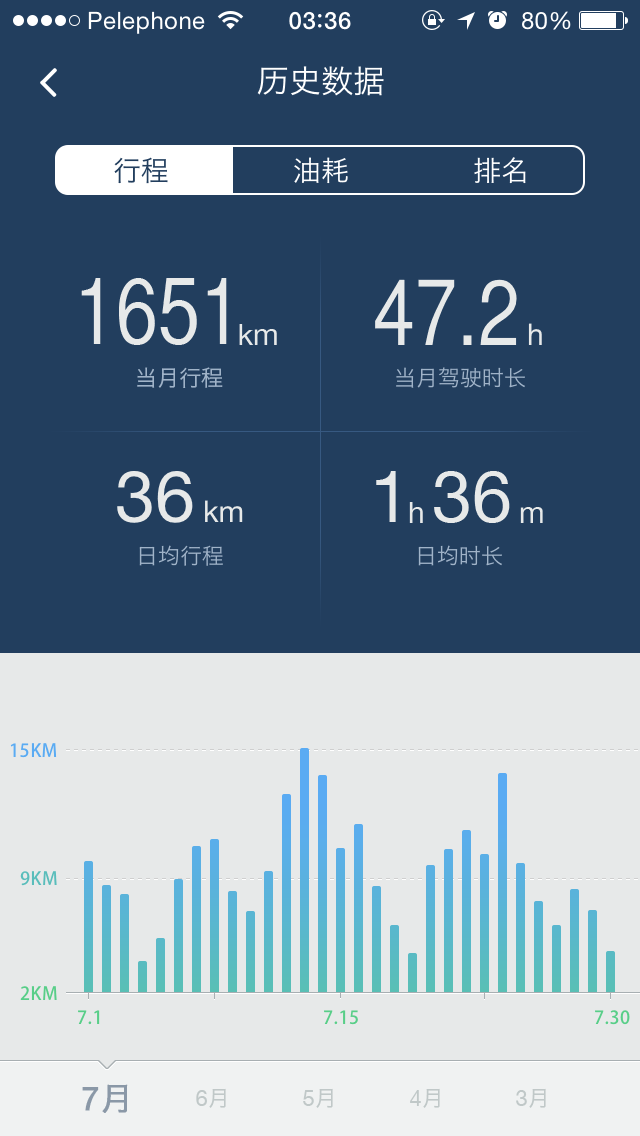 Pelephone 03:36 80%
历史数据
行程 油耗 排名
1651km 47.2h
当月行程 当月驾驶时长
36 km 1h36m
日均行程 日均时长
15KM
9KM
2KM
7.1 7.15 7.30
7月 6月 5月 4月 3月